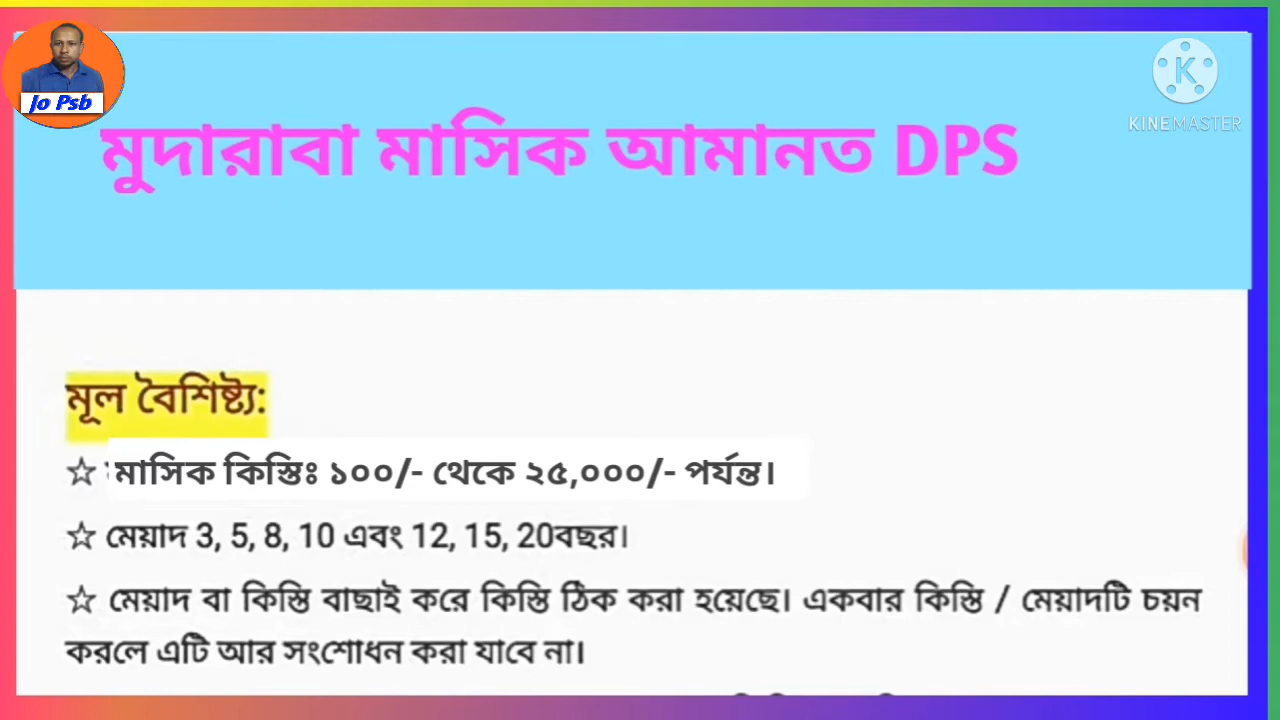 Jo Psb
KINEMASTER
মুদারাবা মাসিক আমানত DPS
মূল বৈশিষ্ট্য:
☆ মাসিক কিস্তিঃ ১০০/- থেকে ২৫,০০০/- পর্যন্ত।
☆ মেয়াদ 3, 5, 8, 10 এবং 12, 15, 20বছর।
☆ মেয়াদ বা কিস্তি বাছাই করে কিস্তি ঠিক করা হয়েছে। একবার কিস্তি / মেয়াদটি চয়ন
করলে এটি আর সংশোধন করা যাবে না।